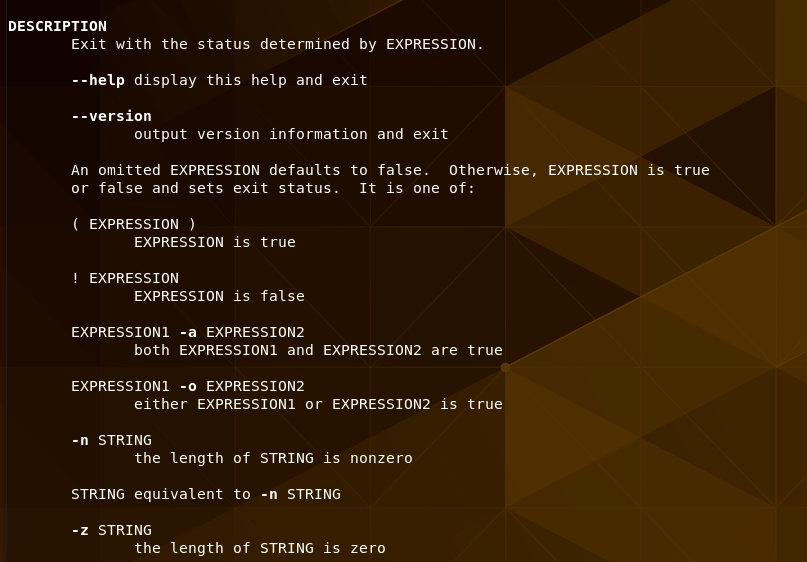 DESCRIPTION
Exit with the status determined by EXPRESSION.
--help display this help and exit
--version
output version information and exit
An omitted EXPRESSION defaults to false.  Otherwise, EXPRESSION is true
or false and sets exit status.  It is one of:
( EXPRESSION )
EXPRESSION is true
! EXPRESSION
EXPRESSION is false
EXPRESSION1 -a EXPRESSION2
both EXPRESSION1 and EXPRESSION2 are true
EXPRESSION1 -o EXPRESSION2
either EXPRESSION1 or EXPRESSION2 is true
-n STRING
the length of STRING is nonzero
STRING equivalent to -n STRING
-z STRING
the length of STRING is zero